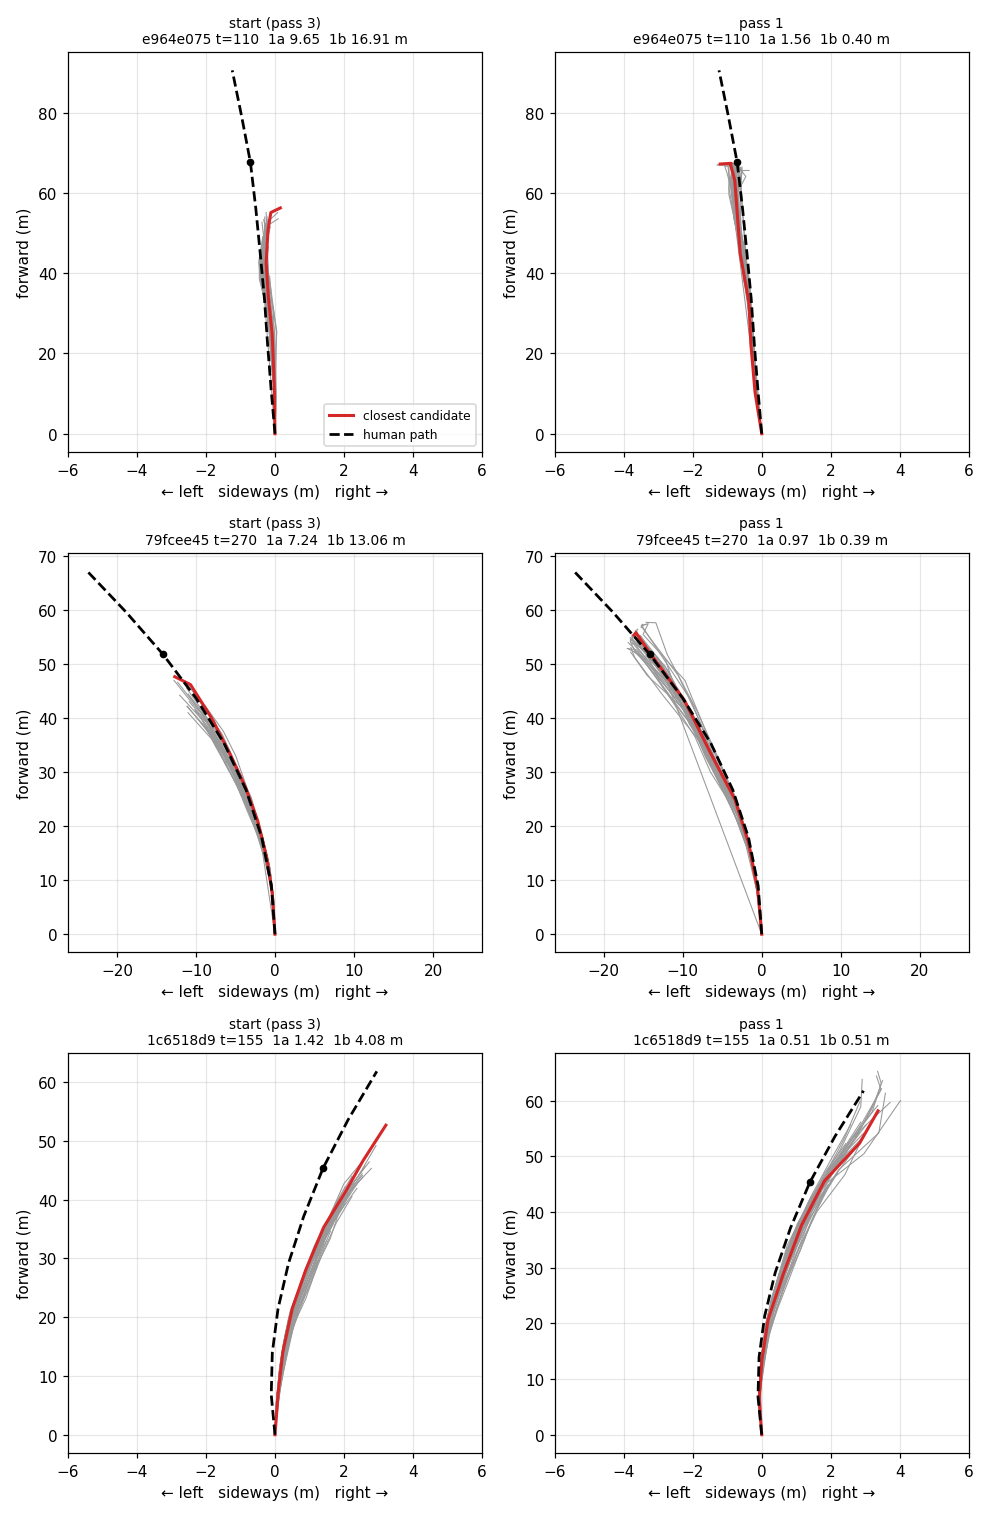 start (pass 3)
e964e075 t=110  1a 9.65  1b 16.91 m
80
60
40
20
0
forward (m)
closest candidate
human path
−6 −4 −2 0 2 4 6
← left   sideways (m)   right →
pass 1
e964e075 t=110  1a 1.56  1b 0.40 m
80
60
40
20
0
forward (m)
−6 −4 −2 0 2 4 6
← left   sideways (m)   right →
start (pass 3)
79fcee45 t=270  1a 7.24  1b 13.06 m
70
60
50
40
30
20
10
0
forward (m)
−20 −10 0 10 20
← left   sideways (m)   right →
pass 1
79fcee45 t=270  1a 0.97  1b 0.39 m
70
60
50
40
30
20
10
0
forward (m)
−20 −10 0 10 20
← left   sideways (m)   right →
start (pass 3)
1c6518d9 t=155  1a 1.42  1b 4.08 m
60
50
40
30
20
10
0
forward (m)
−6 −4 −2 0 2 4 6
← left   sideways (m)   right →
pass 1
1c6518d9 t=155  1a 0.51  1b 0.51 m
60
50
40
30
20
10
0
forward (m)
−6 −4 −2 0 2 4 6
← left   sideways (m)   right →